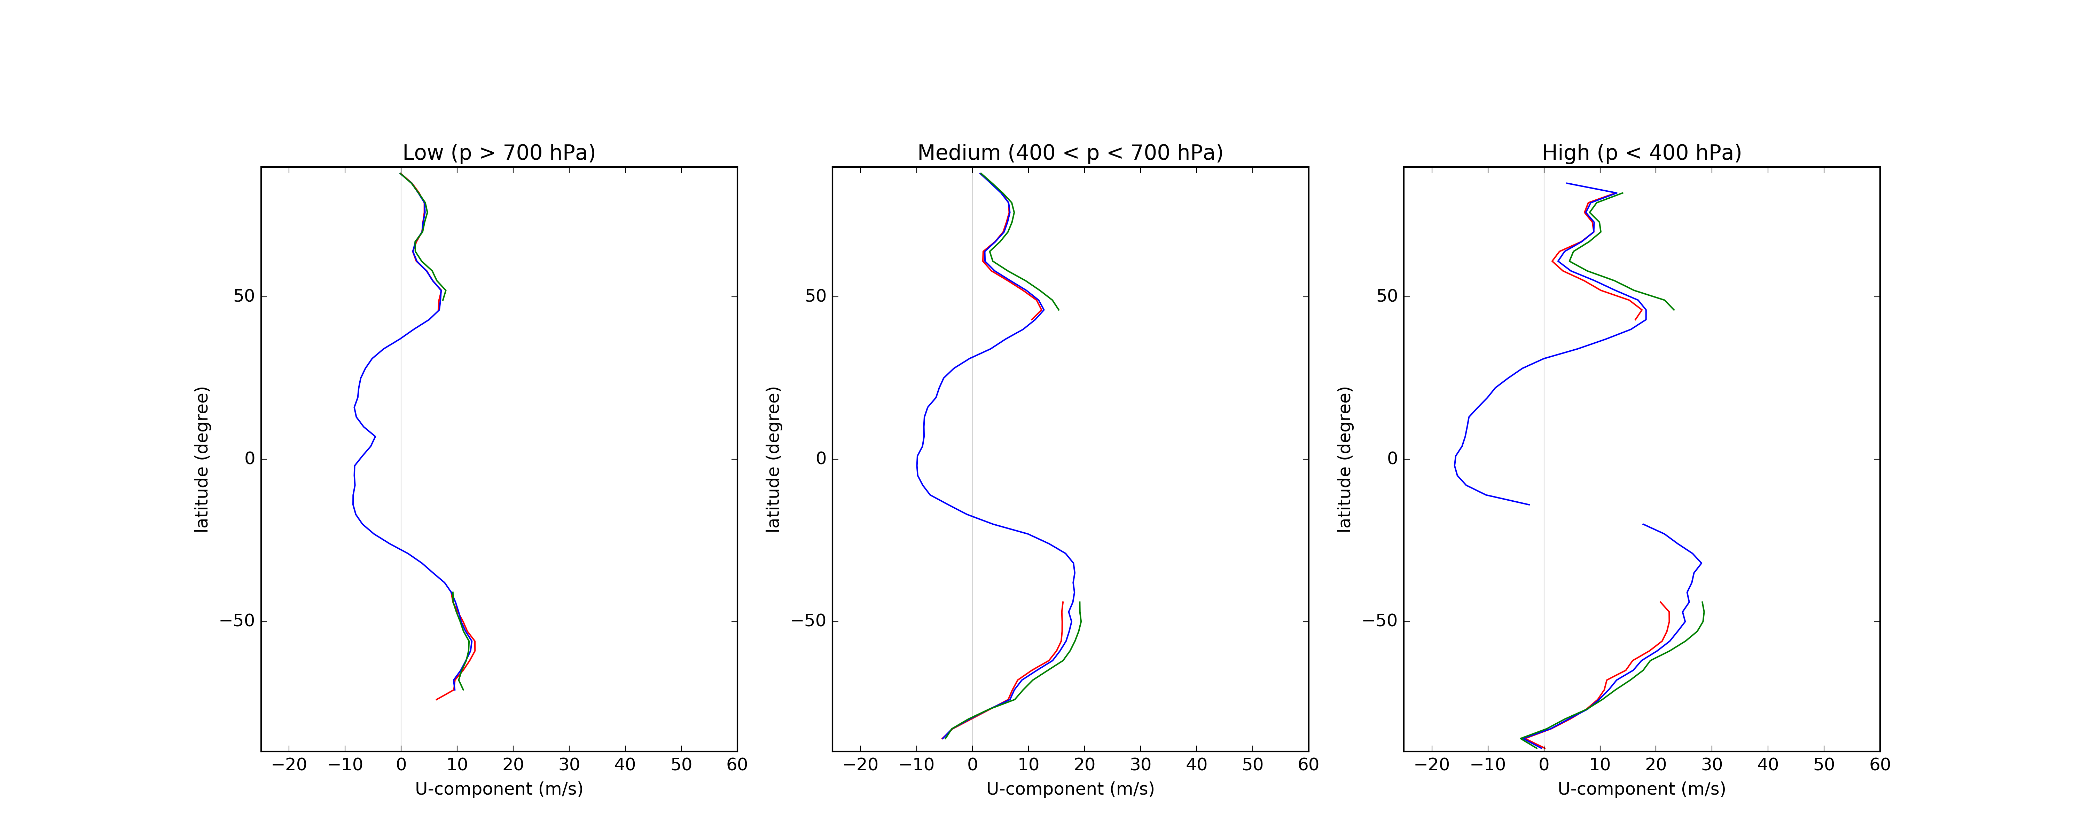 Low (p > 700 hPa)
50
0
−50
latitude (degree)
−20 −10 0 10 20 30 40 50 60
U-component (m/s)
Medium (400 < p < 700 hPa)
50
0
−50
latitude (degree)
−20 −10 0 10 20 30 40 50 60
U-component (m/s)
High (p < 400 hPa)
50
0
−50
latitude (degree)
−20 −10 0 10 20 30 40 50 60
U-component (m/s)